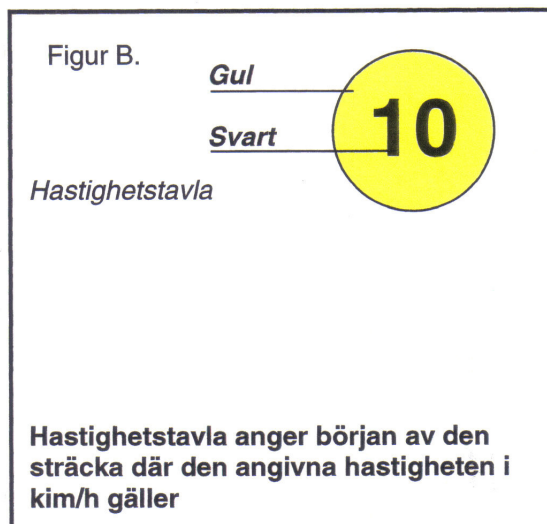 Figur B.
Gul
Svart
10
Hastighetstavla
Hastighetstavla anger början av den
sträcka där den angivna hastigheten i
kim/h gäller